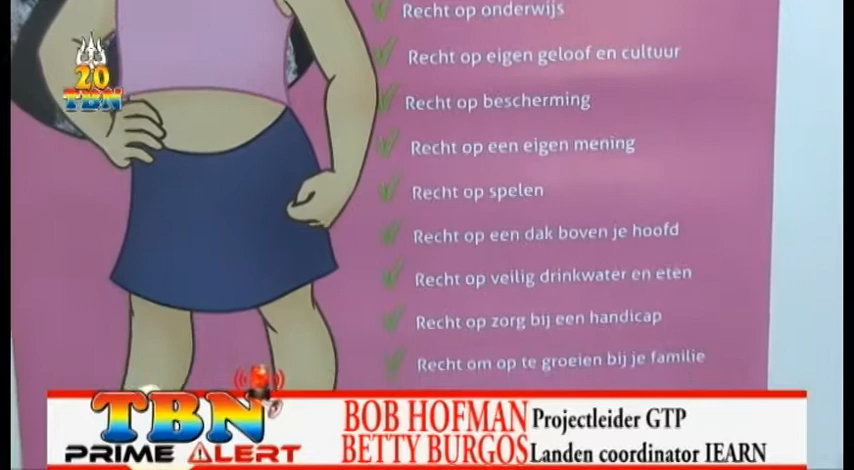 Recht op onderwijs
Recht op eigen geloof en cultuur
Recht op bescherming
Recht op een eigen mening
Recht op spelen
Recht op een dak boven je hoofd
Recht op veilig drinkwater en eten
Recht op zorg bij een handicap
Recht om op te groeien bij je familie
20
TBN
TBN
PRIME ALERT
BOB HOFMAN Projectleider GTP
BETTY BURGOS Landen coordinator IEARN